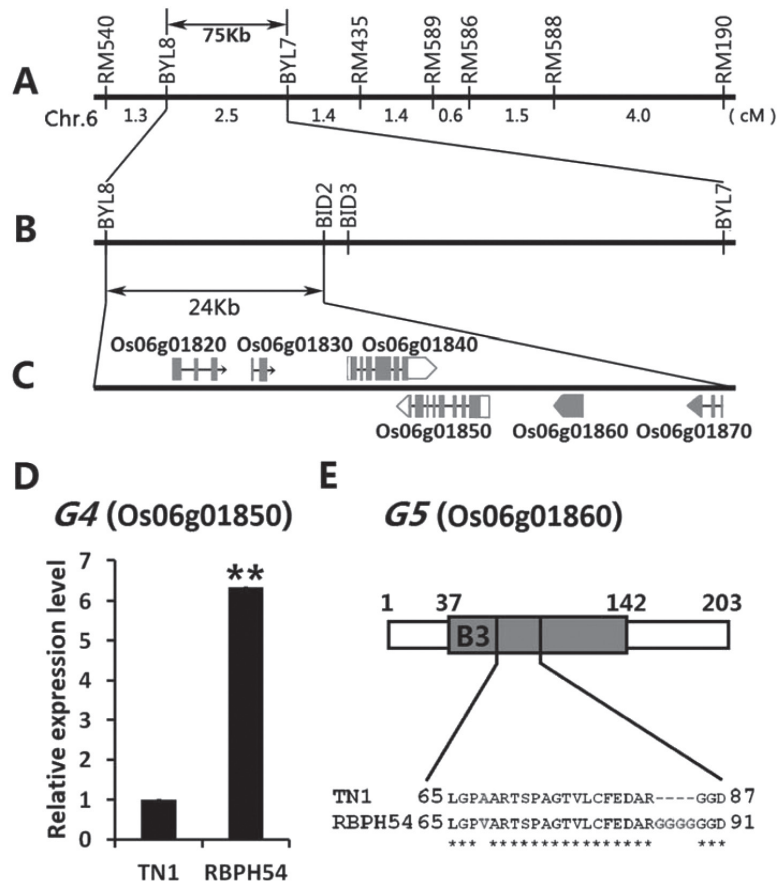 75Kb
RM540 BYL8 BYL7 RM435 RM589 RM586 RM588 RM190
A
Chr.6 1.3 2.5 1.4 1.4 0.6 1.5 4.0 ( cM )
BYL8 BID2 BID3 BYL7
B
24Kb
Os06g01820 Os06g01830 Os06g01840
C
Os06g01850 Os06g01860 Os06g01870
D
G4 (Os06g01850)
Relative expression level
7
6
5
4
3
2
1
0
**
TN1 RBPH54
E
G5 (Os06g01860)
1 37 142 203
B3
TN1 65 LGPAARTSPAGTVLCFEDAR----GGD 87
RBPH54 65 LGPVARTSPAGTVLCFEDARGGGGGGD 91
*** **************** ***